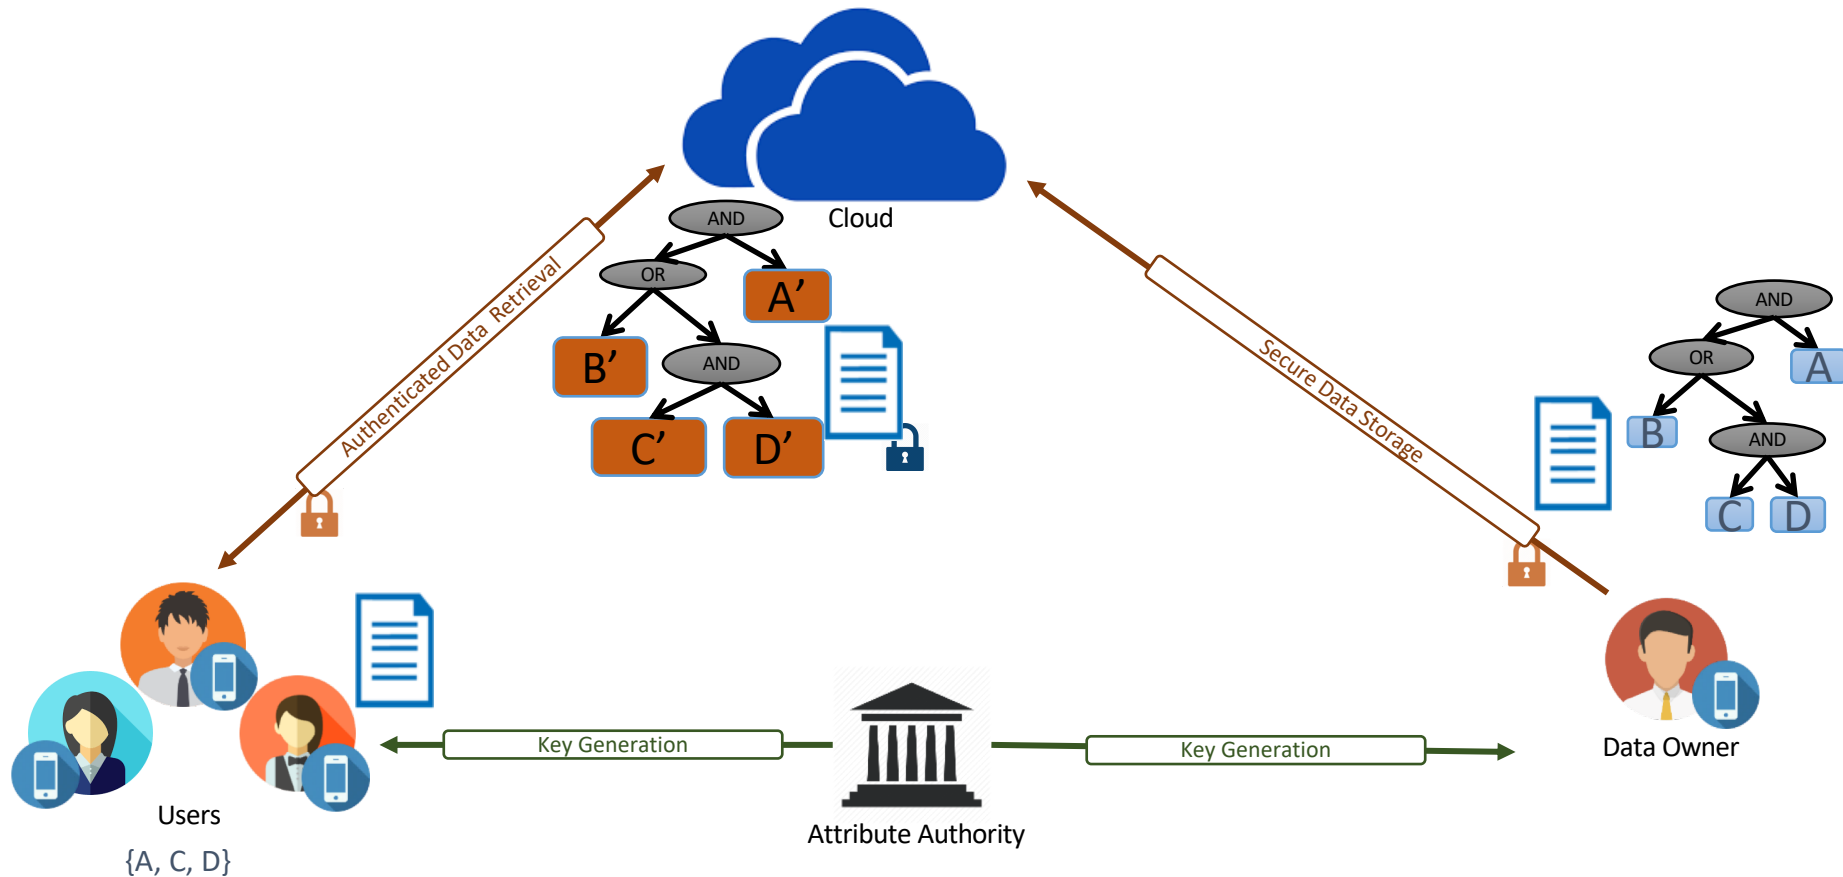 Cloud
AND
OR
A’
B’
AND
C’
D’
Authenticated Data Retrieval
Secure Data Storage
AND
OR
A
B
AND
C
D
Key Generation
Key Generation
Data Owner
Users
{A, C, D}
Attribute Authority